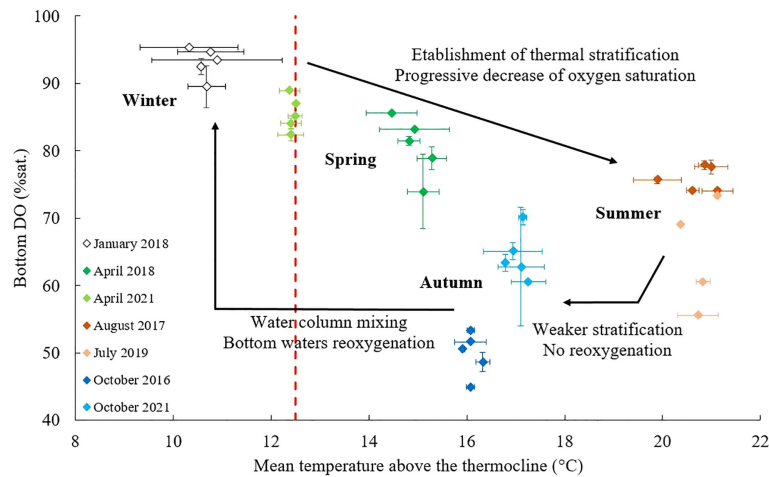 Etablishment of thermal stratification
Progressive decrease of oxygen saturation
Winter
Spring
Summer
Autumn
Weaker stratification
No reoxygenation
Water column mixing
Bottom waters reoxygenation
January 2018
April 2018
April 2021
August 2017
July 2019
October 2016
October 2021
Bottom DO (%sat.)
100
90
80
70
60
50
40
8
10
12
14
16
18
20
22
Mean temperature above the thermocline (°C)